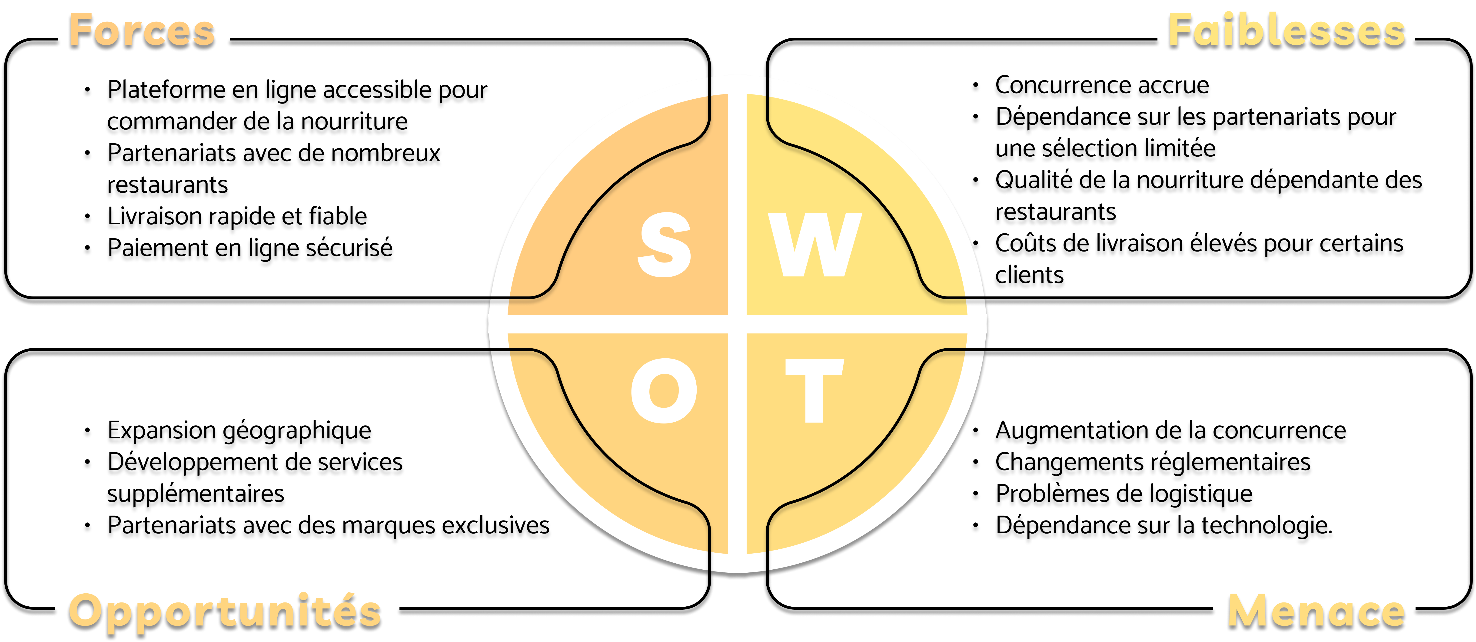 Forces
• Plateforme en ligne accessible pour
commander de la nourriture
• Partenariats avec de nombreux
restaurants
• Livraison rapide et fiable
• Paiement en ligne sécurisé
Faiblesses
• Concurrence accrue
• Dépendance sur les partenariats pour
une sélection limitée
• Qualité de la nourriture dépendante des
restaurants
• Coûts de livraison élevés pour certains
clients
S
W
O
T
• Expansion géographique
• Développement de services
supplémentaires
• Partenariats avec des marques exclusives
Opportunités
• Augmentation de la concurrence
• Changements réglementaires
• Problèmes de logistique
• Dépendance sur la technologie.
Menace